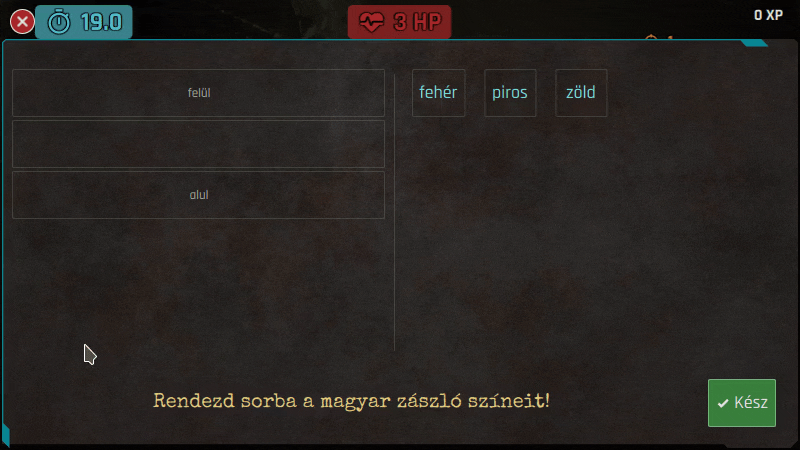 19.0
3 HP
0 XP
felül
fehér
piros
zöld
alul
Rendezd sorba a magyar zászló színeit!
Kész